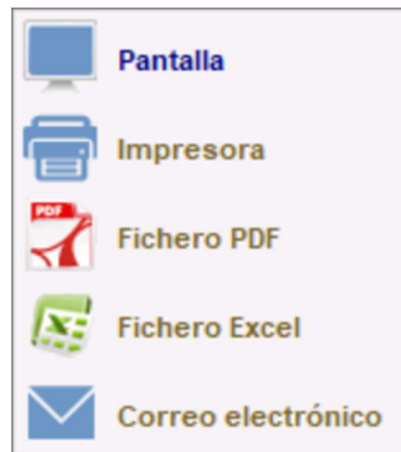 Pantalla
Impresora
PDF
Fichero PDF
Fichero Excel
Correo electrónico